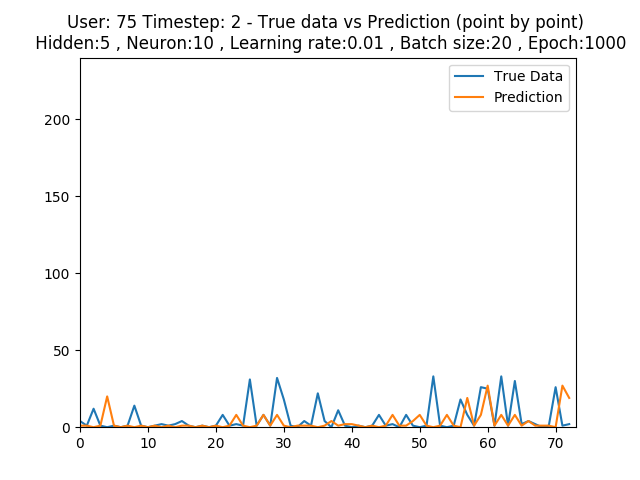 User: 75 Timestep: 2 - True data vs Prediction (point by point)
Hidden:5 , Neuron:10 , Learning rate:0.01 , Batch size:20 , Epoch:1000
True Data
Prediction
200
150
100
50
0
0 10 20 30 40 50 60 70